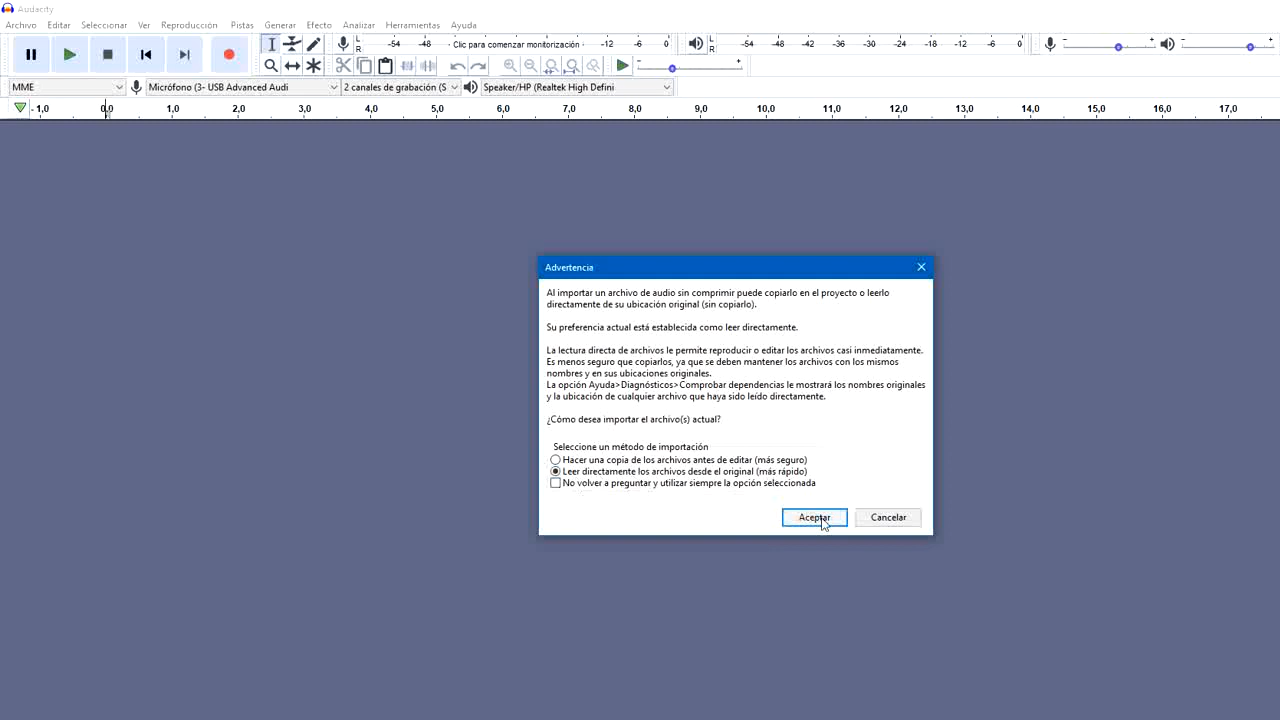 Audacity
Archivo Editar Seleccionar Ver Reproducción Pistas Generar Efecto Analizar Herramientas Ayuda
L R -54 -48 - Clic para comenzar monitorización - -12 -6 0 L R -54 -48 -42 -36 -30 -24 -18 -12 -6 0 - + - +
- +
MME Micrófono (3- USB Advanced Audi 2 canales de grabación (S Speaker/HP (Realtek High Defini
- 1,0 0,0 1,0 2,0 3,0 4,0 5,0 6,0 7,0 8,0 9,0 10,0 11,0 12,0 13,0 14,0 15,0 16,0 17,0
Advertencia
Al importar un archivo de audio sin comprimir puede copiarlo en el proyecto o leerlo
directamente de su ubicación original (sin copiarlo).
Su preferencia actual está establecida como leer directamente.
La lectura directa de archivos le permite reproducir o editar los archivos casi inmediatamente.
Es menos seguro que copiarlos, ya que se deben mantener los archivos con los mismos
nombres y en sus ubicaciones originales.
La opción Ayuda>Diagnósticos>Comprobar dependencias le mostrará los nombres originales
y la ubicación de cualquier archivo que haya sido leído directamente.
¿Cómo desea importar el archivo(s) actual?
Seleccione un método de importación
Hacer una copia de los archivos antes de editar (más seguro)
Leer directamente los archivos desde el original (más rápido)
No volver a preguntar y utilizar siempre la opción seleccionada
Aceptar Cancelar